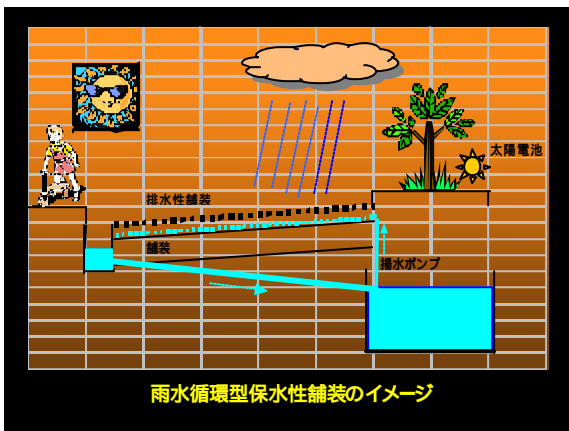 太陽電池
排水性舗装
舗装
揚水ポンプ
雨水循環型保水性舗装のイメージ